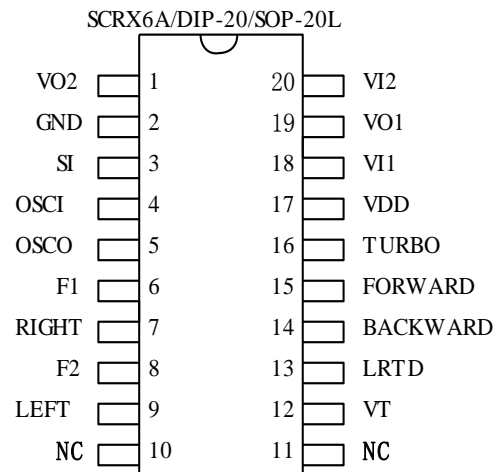 SCRX6A/DIP-20/SOP-20L
VO2 1 20 VI2
GND 2 19 VO1
SI 3 18 VI1
OSCI 4 17 VDD
OSCO 5 16 TURBO
F1 6 15 FORWARD
RIGHT 7 14 BACKWARD
F2 8 13 LRTD
LEFT 9 12 VT
NC 10 11 NC